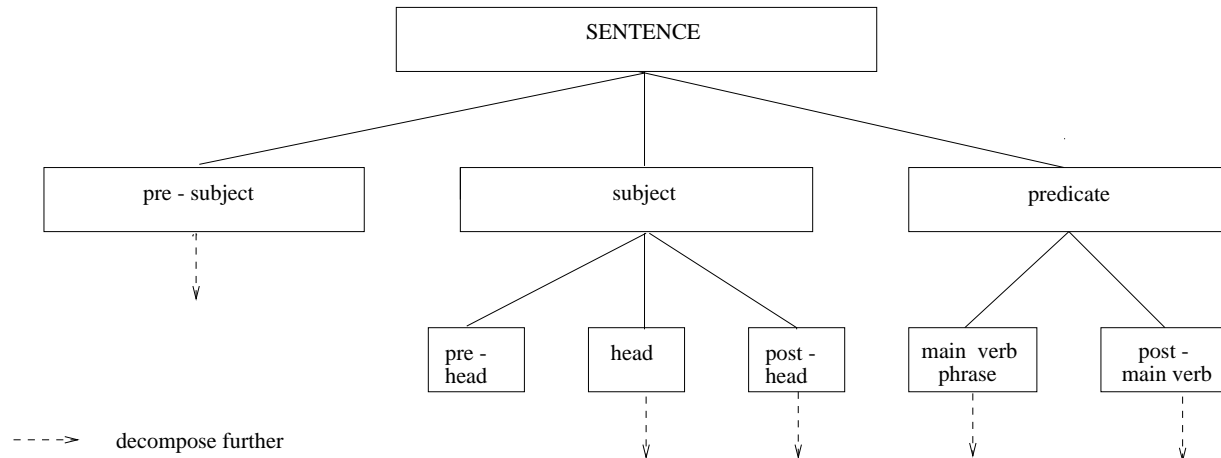 SENTENCE
pre - subject
subject
predicate
pre -
head
head
post -
head
main verb
phrase
post -
main verb
decompose further